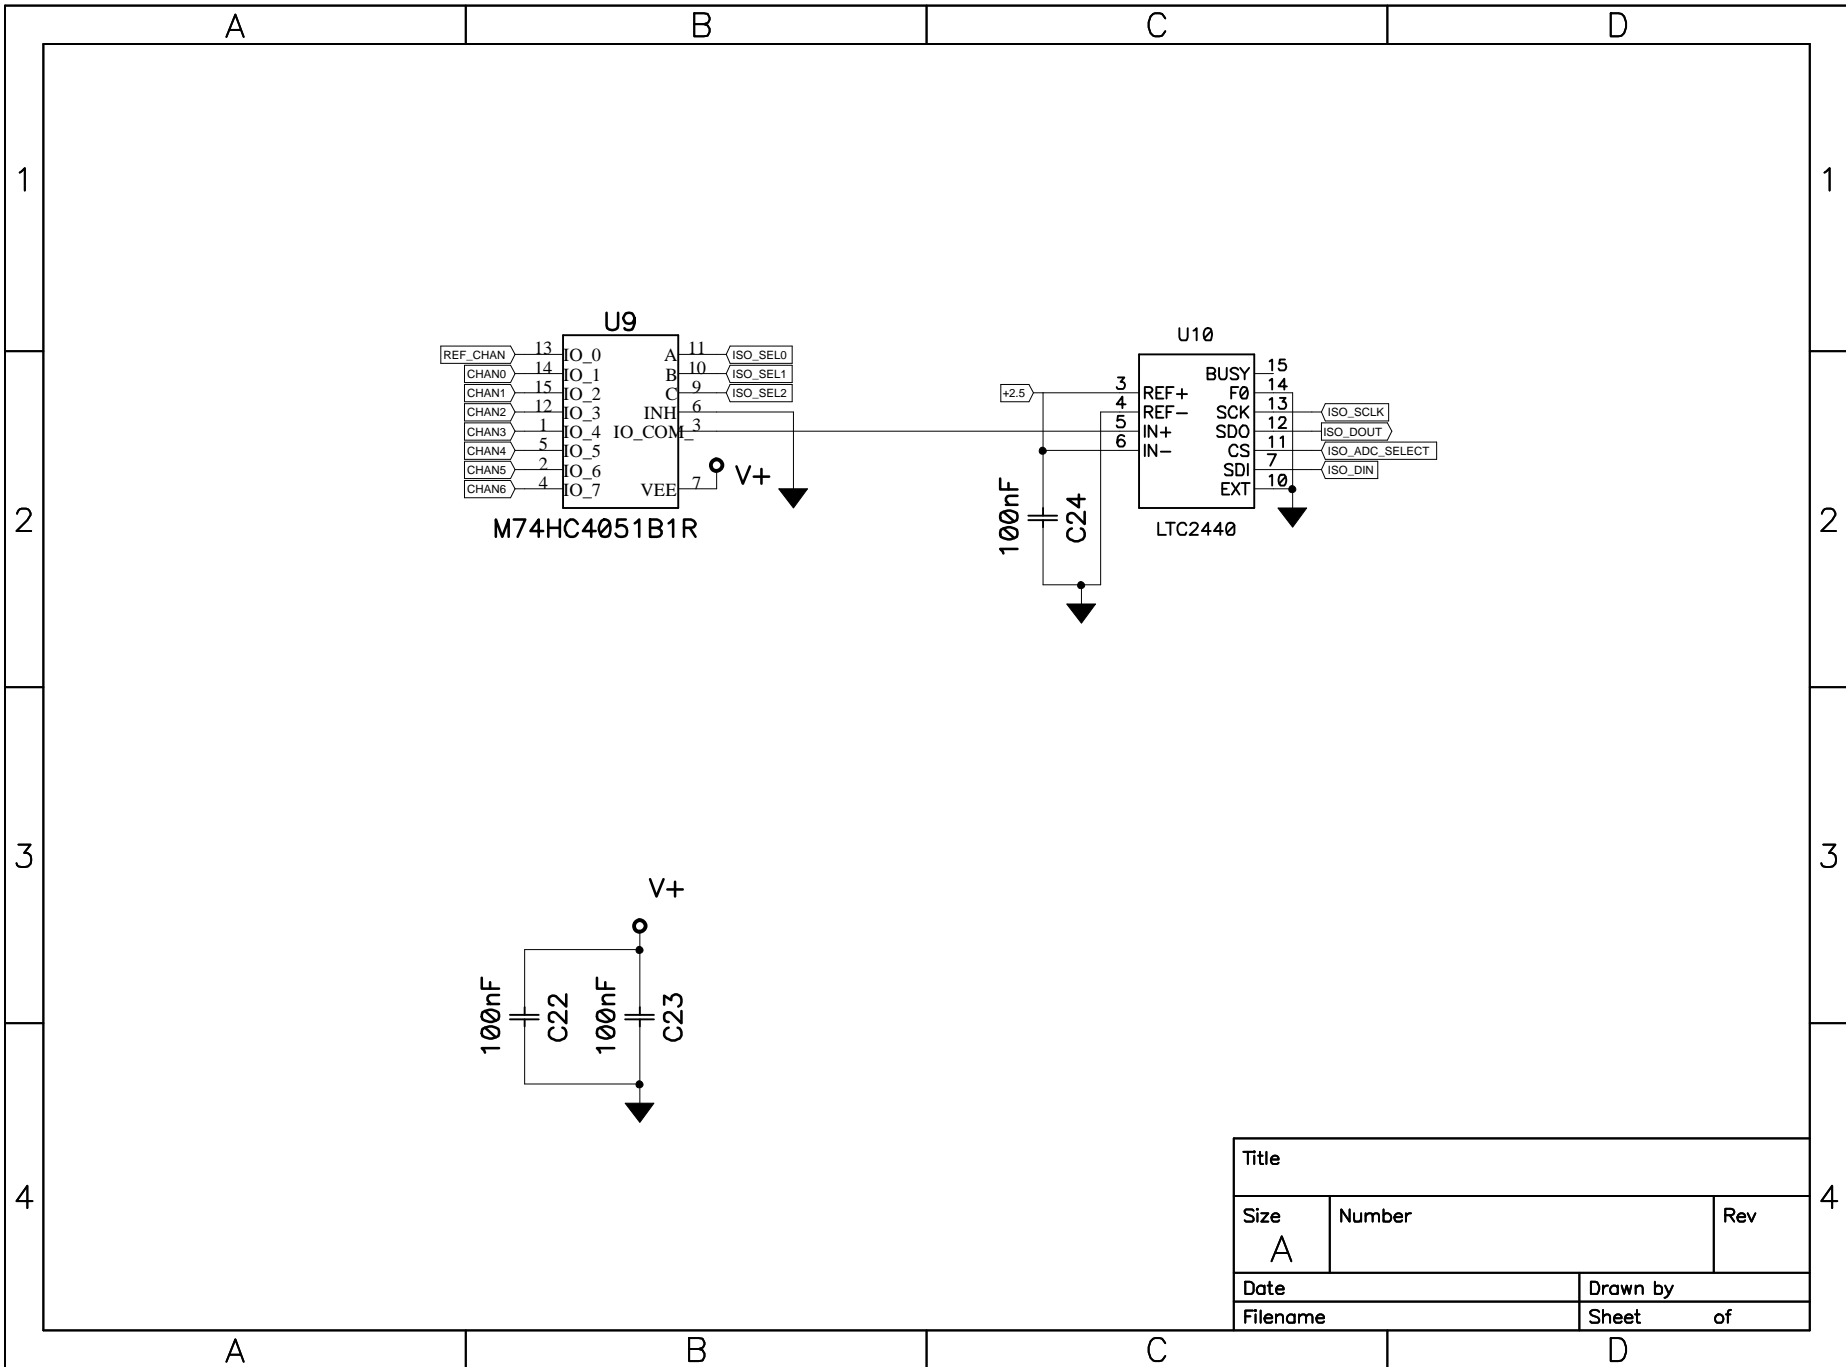 A B C D
1 1
U9
REF_CHAN 13 IO_0 A 11 ISO_SEL0
CHAN0 14 IO_1 B 10 ISO_SEL1
CHAN1 15 IO_2 C 9 ISO_SEL2
CHAN2 12 IO_3 INH 6
CHAN3 1 IO_4 IO_COM_ 3
CHAN4 5 IO_5
CHAN5 2 IO_6
CHAN6 4 IO_7 VEE 7 V+
M74HC4051B1R
U10
BUSY 15
+2.5 3 REF+ F0 14
4 REF- SCK 13 ISO_SCLK
5 IN+ SDO 12 ISO_DOUT
6 IN- CS 11 ISO_ADC_SELECT
SDI 7 ISO_DIN
EXT 10
LTC2440
100nF C24
2 2
3 3
V+
100nF C22 100nF C23
4 4
Title
Size Number Rev
A
Date Drawn by
Filename Sheet of
A B C D